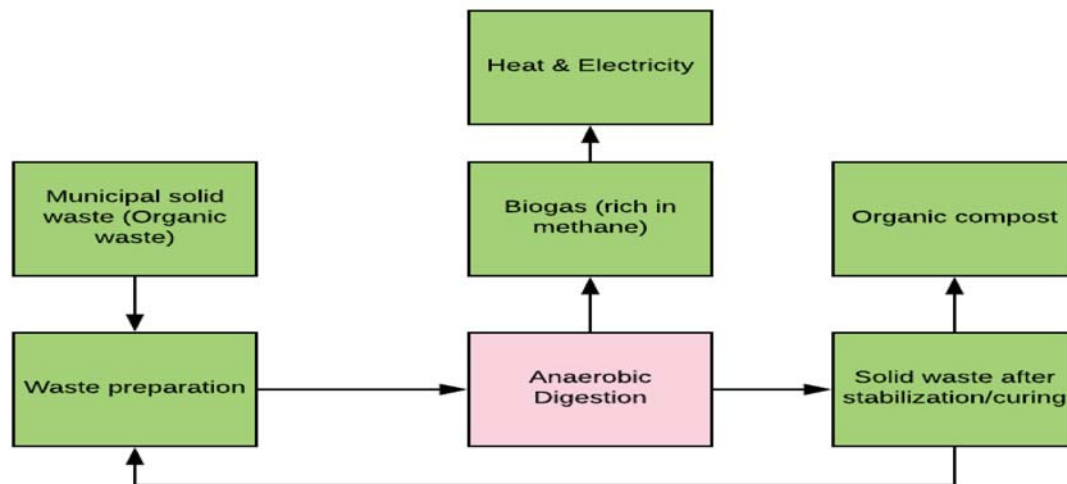 Heat & Electricity
Municipal solid
waste (Organic
waste)
Biogas (rich in
methane)
Organic compost
Waste preparation
Anaerobic
Digestion
Solid waste after
stabilization/curing